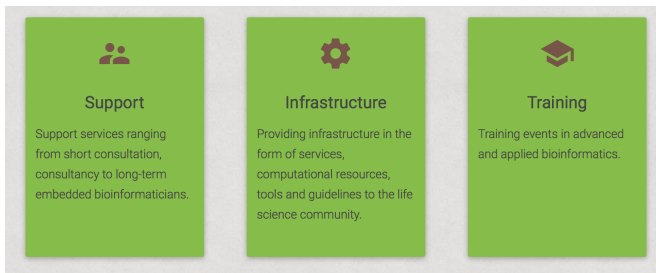 Support
Support services ranging
from short consultation,
consultancy to long-term
embedded bioinformaticians.
Infrastructure
Providing infrastructure in the
form of services,
computational resources,
tools and guidelines to the life
science community.
Training
Training events in advanced
and applied bioinformatics.